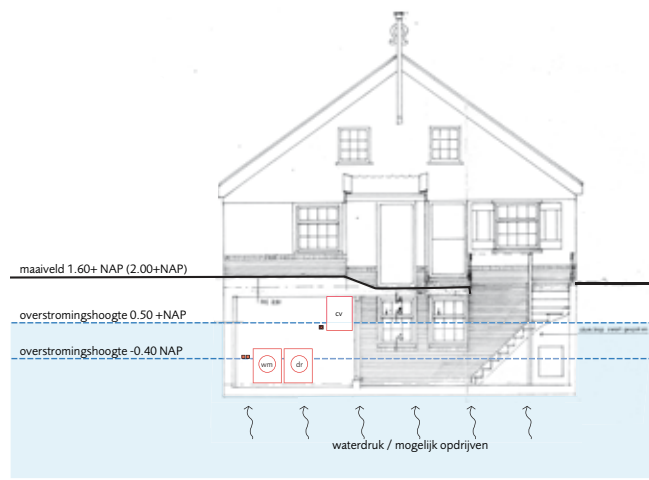 maaiveld 1.60+ NAP (2.00+NAP)
cv
overstromingshoogte 0.50 +NAP
overstromingshoogte -0.40 NAP
wm
dr
waterdruk / mogelijk opdrijven